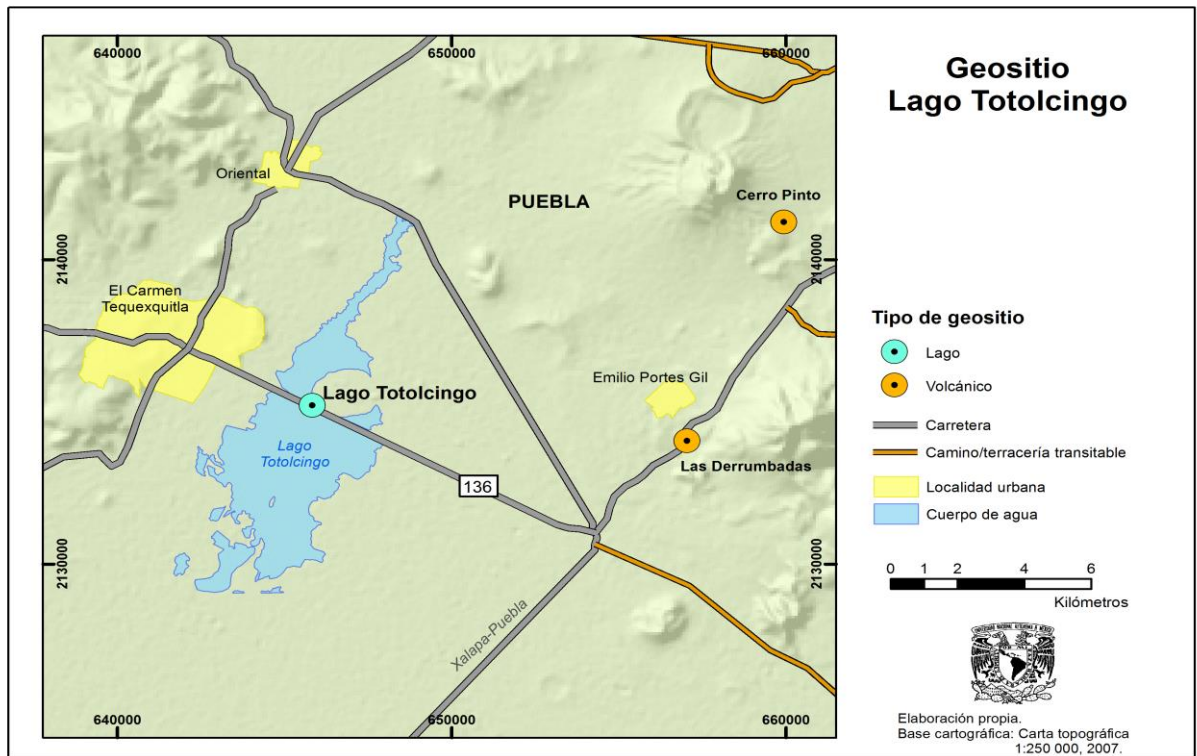 640000
650000
660000
Oriental
PUEBLA
Cerro Pinto
2140000
2140000
El Carmen
Tequexquitla
Emilio Portes Gil
Lago Totolcingo
Lago
Totolcingo
Las Derrumbadas
136
2130000
2130000
Xalapa-Puebla
640000
650000
660000
Geositio
Lago Totolcingo
Tipo de geositio
Lago
Volcánico
Carretera
Camino/terracería transitable
Localidad urbana
Cuerpo de agua
0 1 2 4 6
Kilómetros
Elaboración propia.
Base cartográfica: Carta topográfica
1:250 000, 2007.